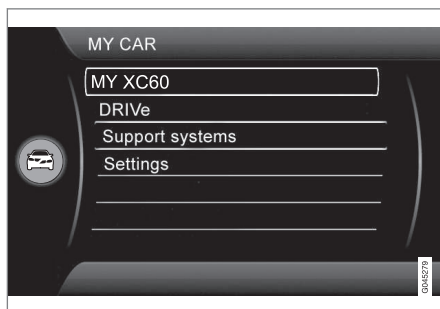 MY CAR
MY XC60
DRIVe
Support systems
Settings
G045279